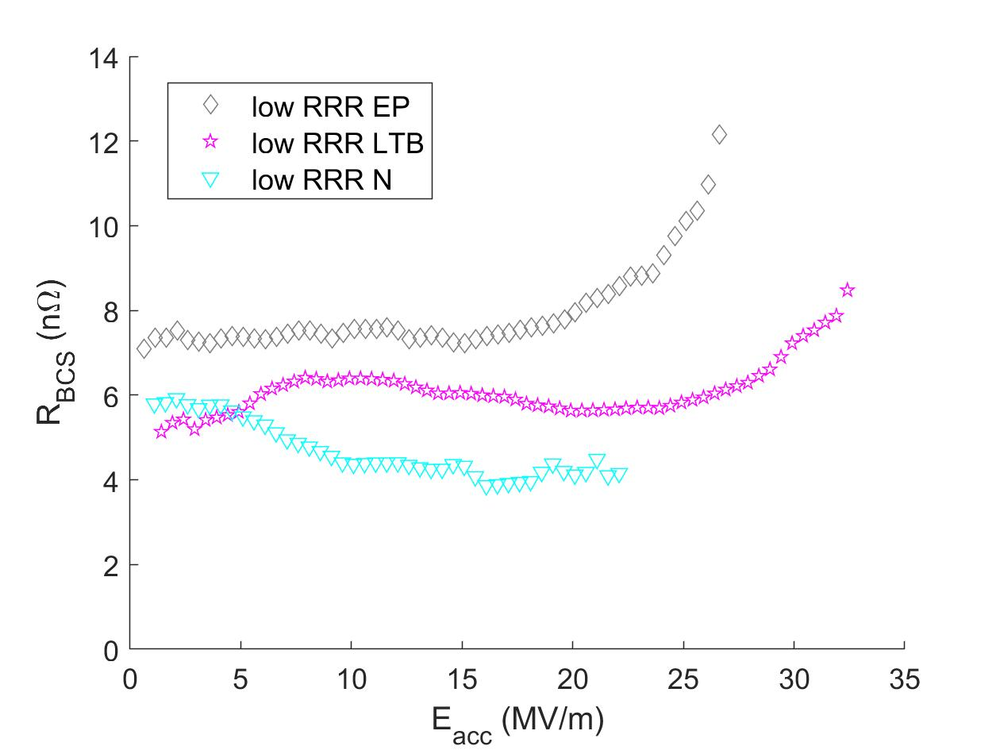 14
12
10
8
6
4
2
0
R_BCS (nΩ)
low RRR EP
low RRR LTB
low RRR N
0 5 10 15 20 25 30 35
E_acc (MV/m)